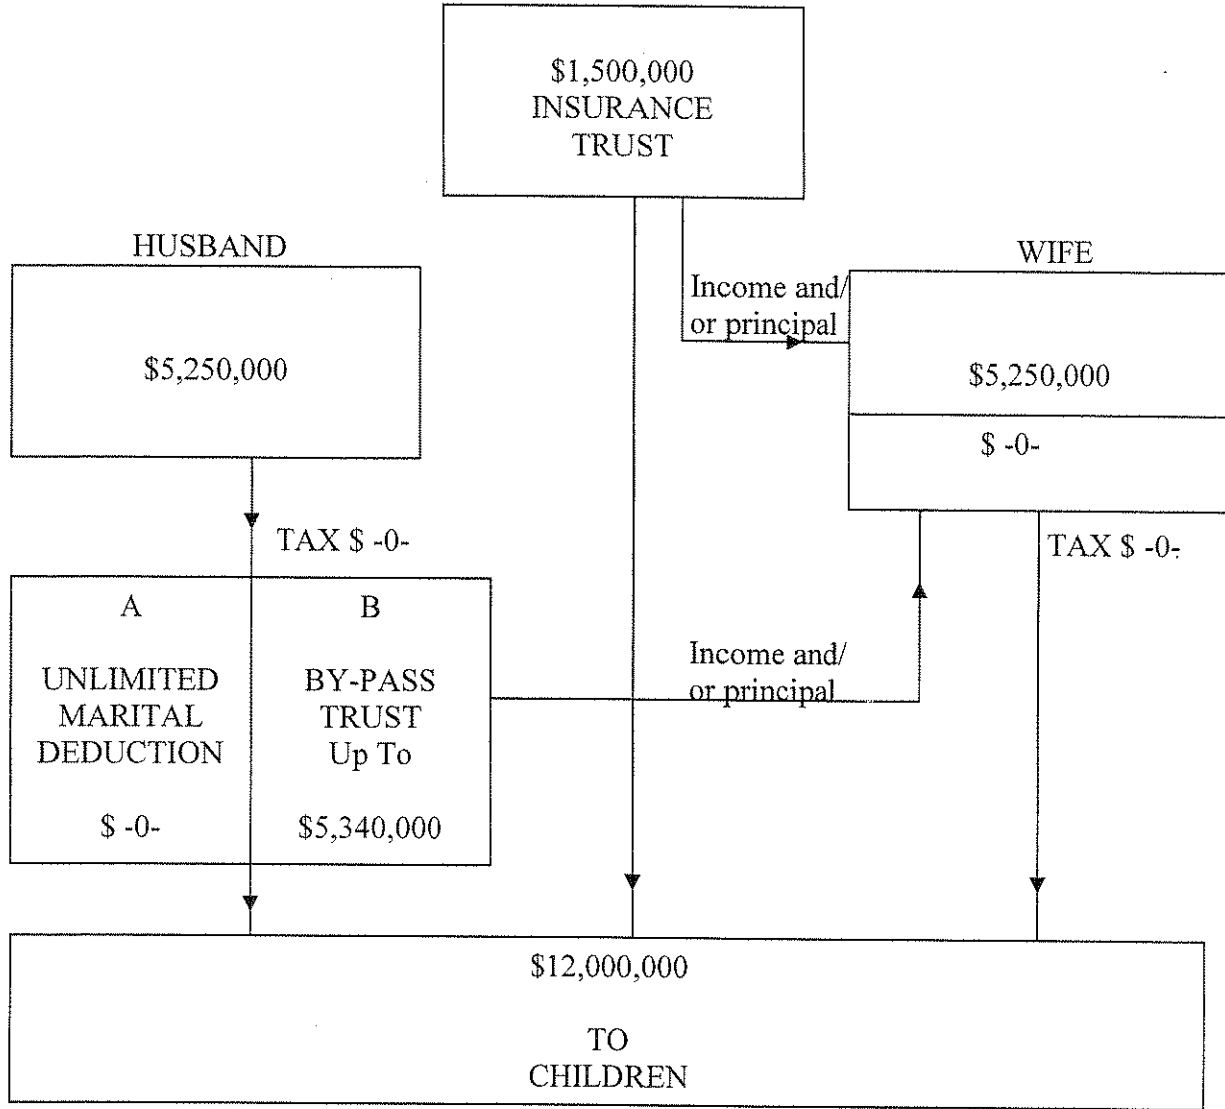 $1,500,000
INSURANCE
TRUST
HUSBAND
$5,250,000
WIFE
Income and/
or principal
$5,250,000
$ -0-
TAX $ -0-
TAX $ -0-
A
UNLIMITED
MARITAL
DEDUCTION
$ -0-
B
BY-PASS
TRUST
Up To
$5,340,000
Income and/
or principal
$12,000,000
TO
CHILDREN